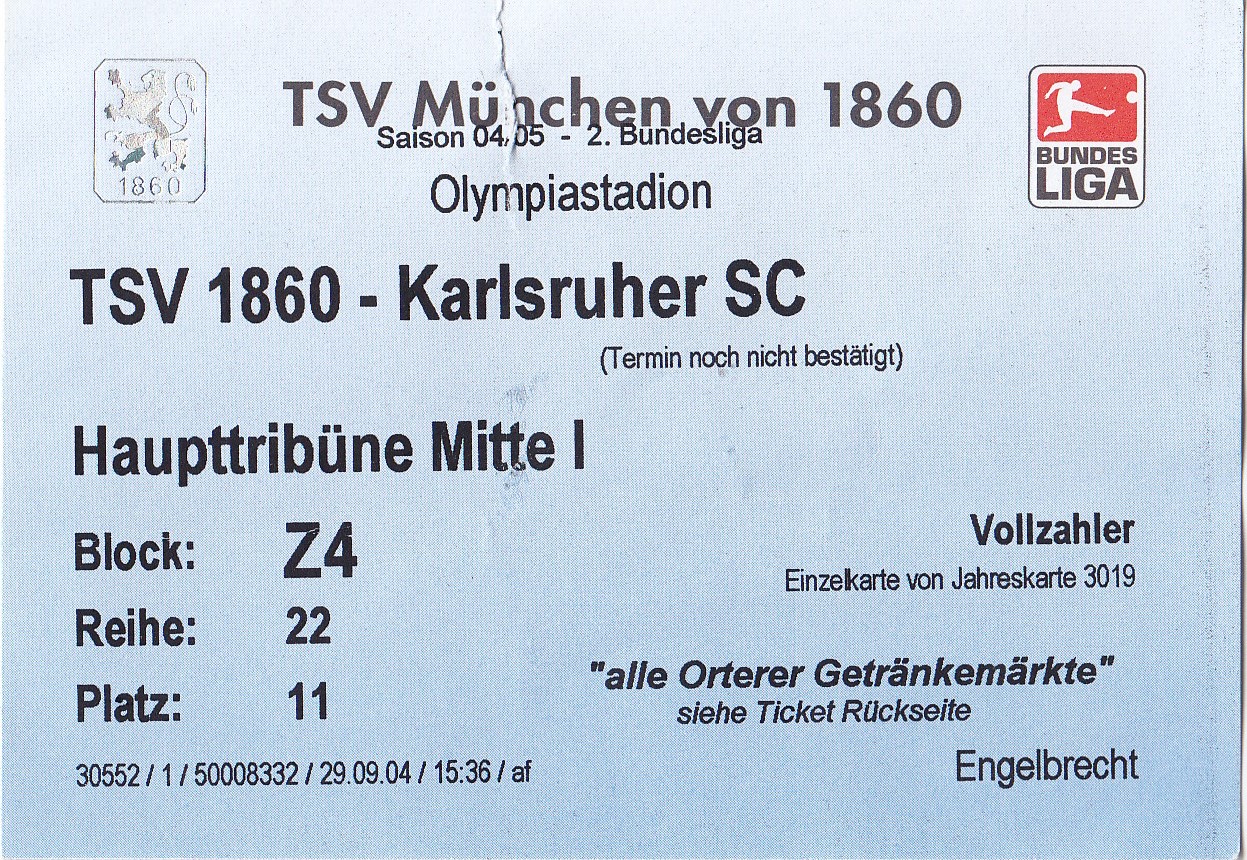 TSV München von 1860
Saison 04/05 - 2. Bundesliga
Olympiastadion
1860
BUNDES
LIGA
TSV 1860 - Karlsruher SC
(Termin noch nicht bestätigt)
Haupttribüne Mitte I
Block: Z4
Vollzahler
Einzelkarte von Jahreskarte 3019
Reihe: 22
"alle Orterer Getränkemärkte"
Platz: 11
siehe Ticket Rückseite
30552 / 1 / 50008332 / 29.09.04 / 15:36 / af
Engelbrecht